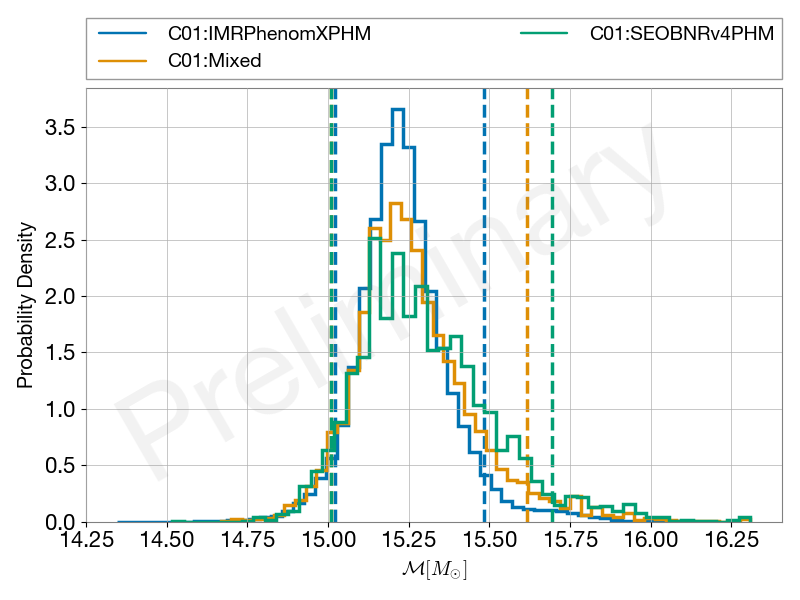 C01:IMRPhenomXPHM
C01:Mixed
C01:SEOBNRv4PHM
Probability Density
3.5
3.0
2.5
2.0
1.5
1.0
0.5
0.0
Preliminary
14.25 14.50 14.75 15.00 15.25 15.50 15.75 16.00 16.25
ℳ[M⊙]